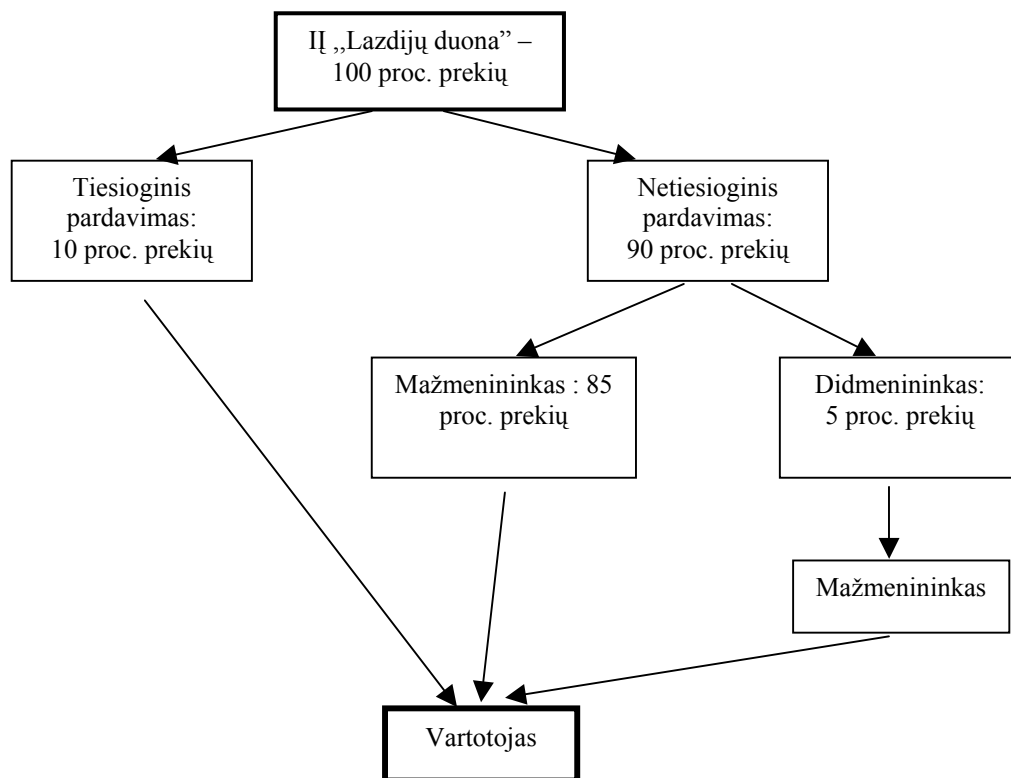 IĮ ,,Lazdijų duona” –
100 proc. prekių
Tiesioginis
pardavimas:
10 proc. prekių
Netiesioginis
pardavimas:
90 proc. prekių
Mažmenininkas : 85
proc. prekių
Didmenininkas:
5 proc. prekių
Mažmenininkas
Vartotojas